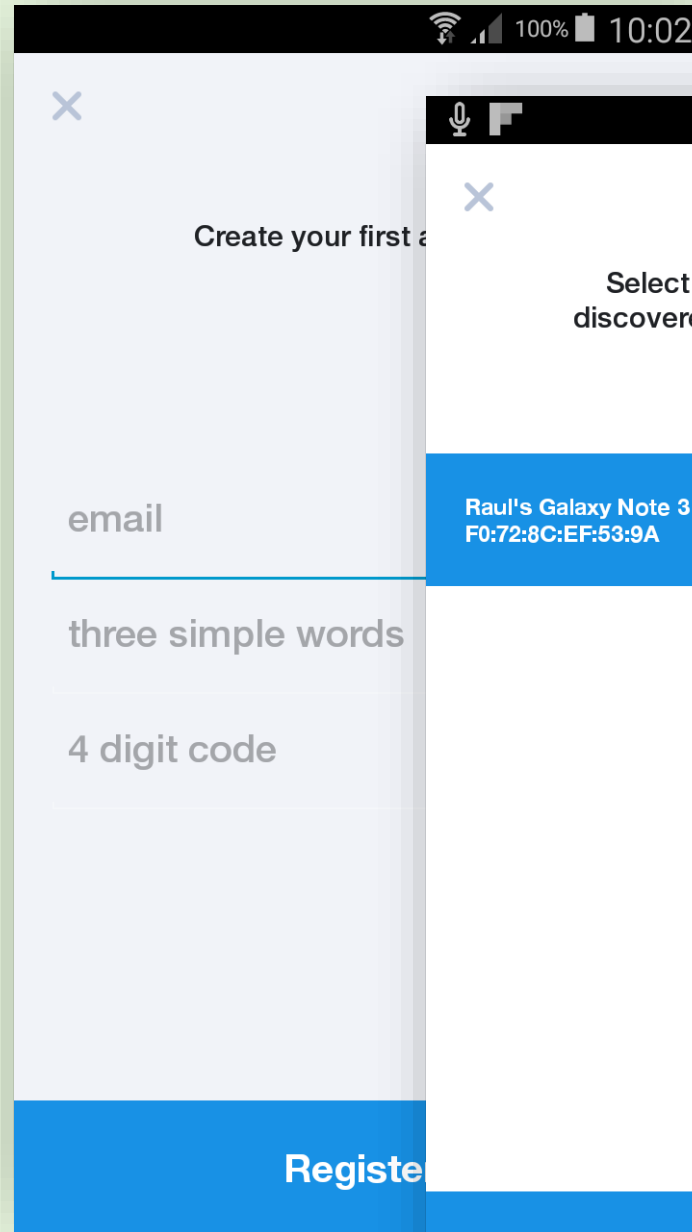 100% 10:02
Create your first
Select
discover
email
Raul's Galaxy Note 3
F0:72:8C:EF:53:9A
three simple words
4 digit code
Registe